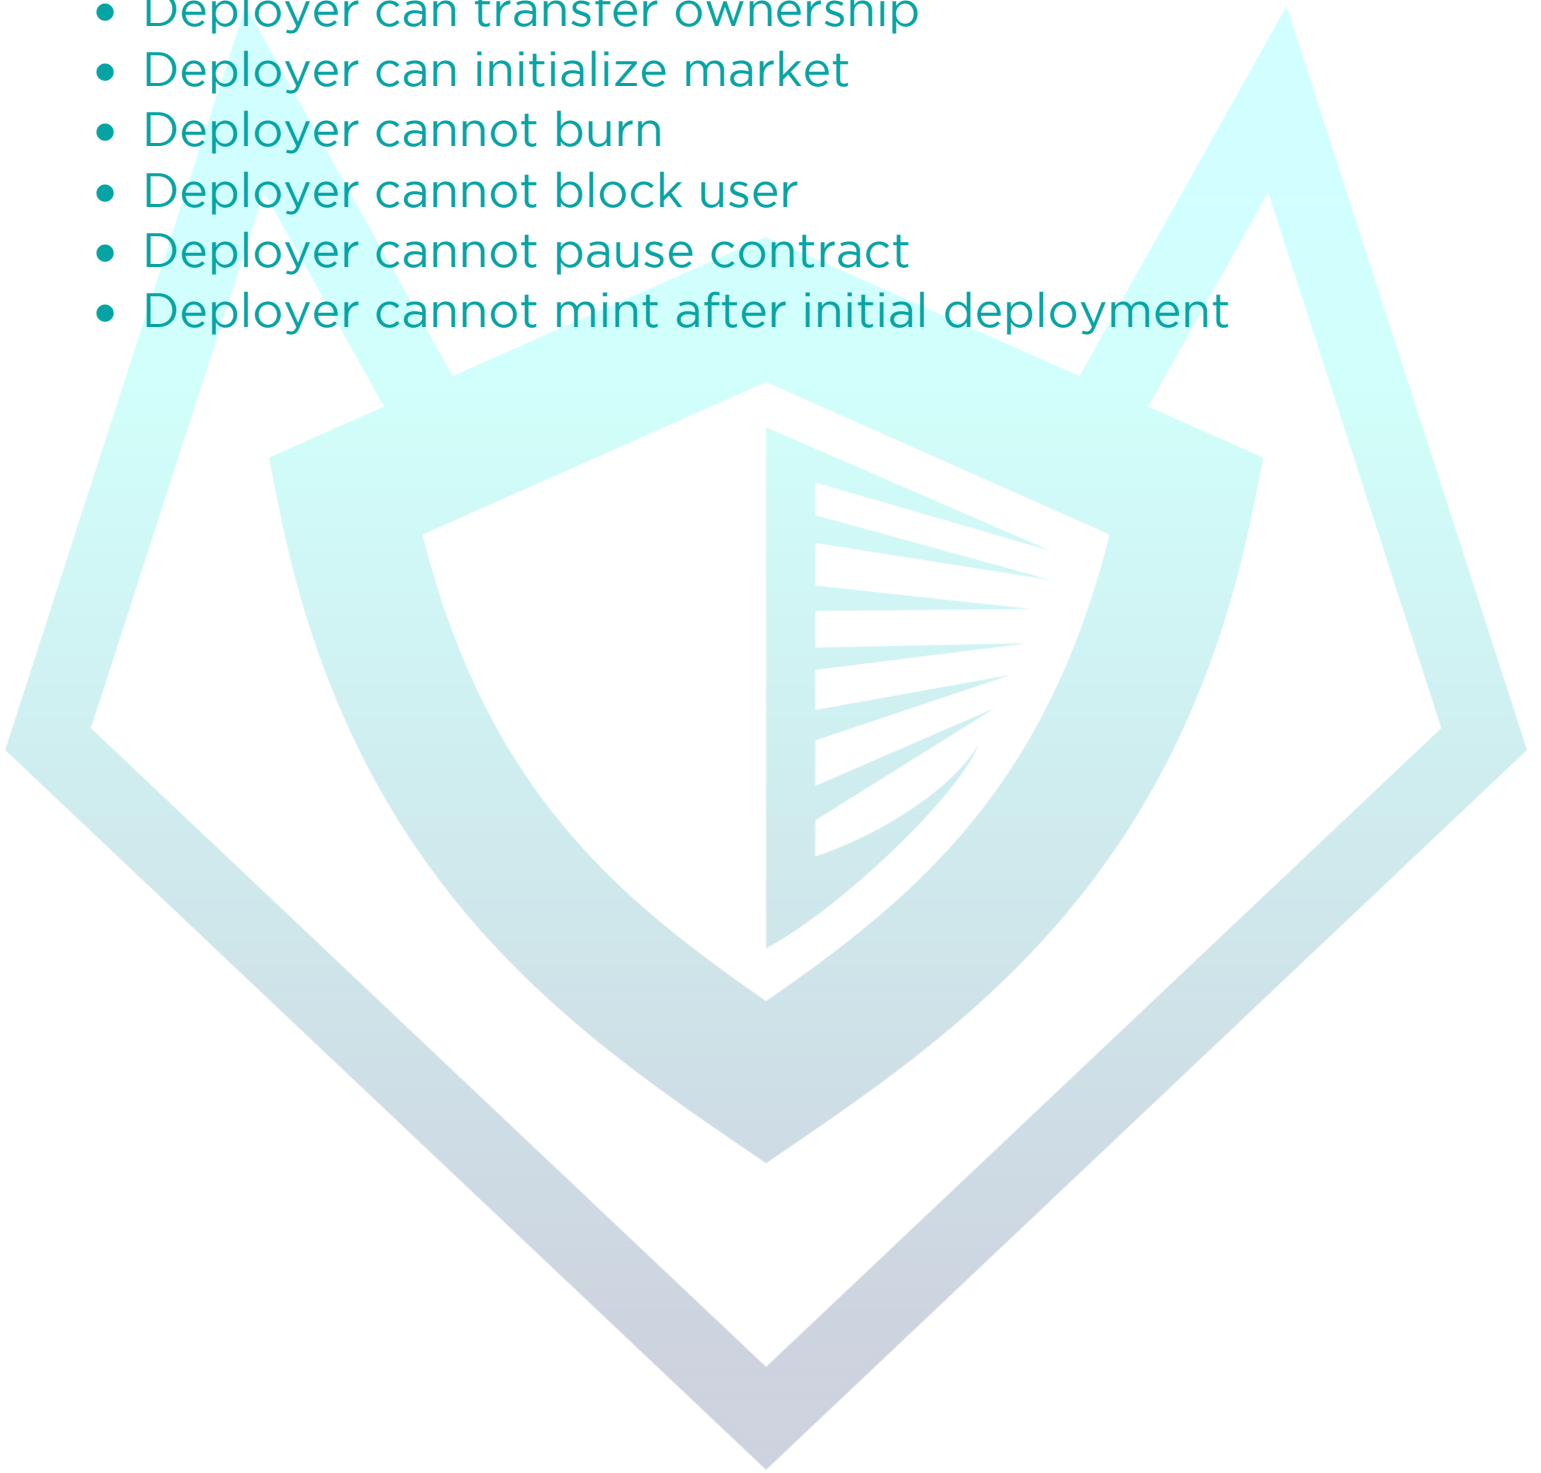 • Deployer can transfer ownership
• Deployer can initialize market
• Deployer cannot burn
• Deployer cannot block user
• Deployer cannot pause contract
• Deployer cannot mint after initial deployment